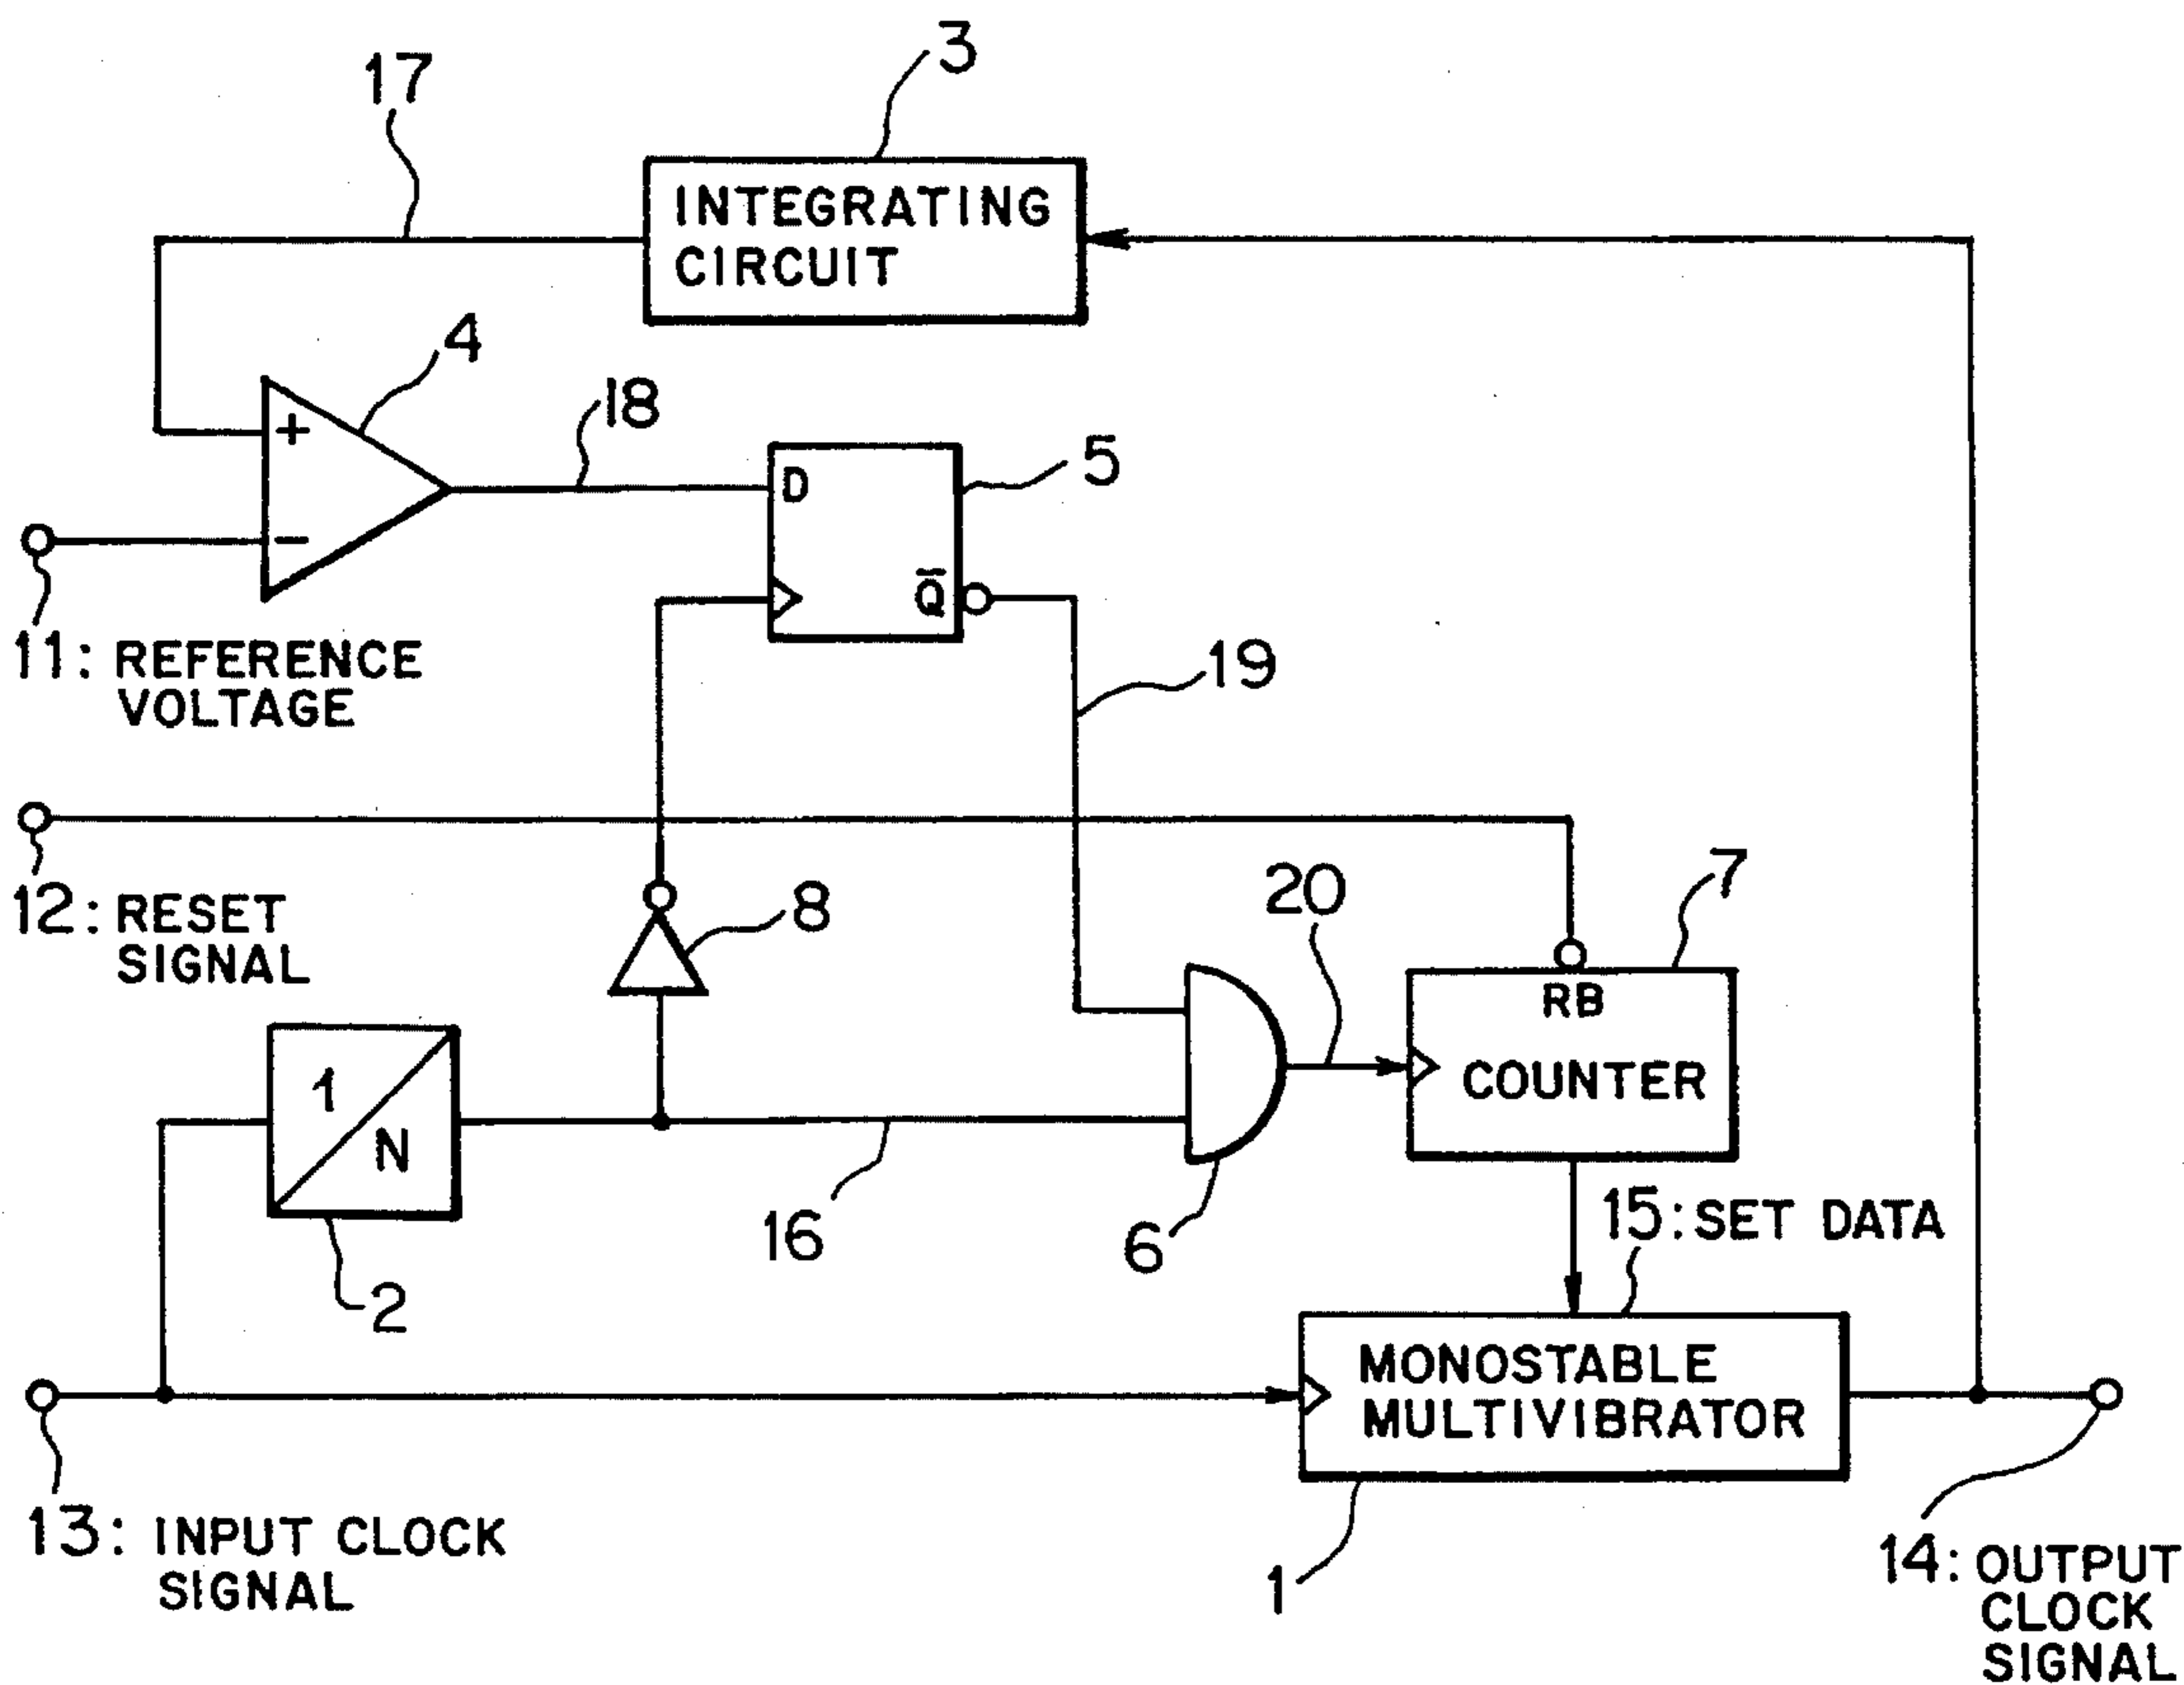 3
17
INTEGRATING
CIRCUIT
4
+
18
5
D
−
Q̅
11: REFERENCE
VOLTAGE
19
12: RESET
SIGNAL
8
20
7
RB
COUNTER
1
N
16
6
15: SET DATA
2
MONOSTABLE
MULTIVIBRATOR
13: INPUT CLOCK
SIGNAL
1
14: OUTPUT
CLOCK
SIGNAL